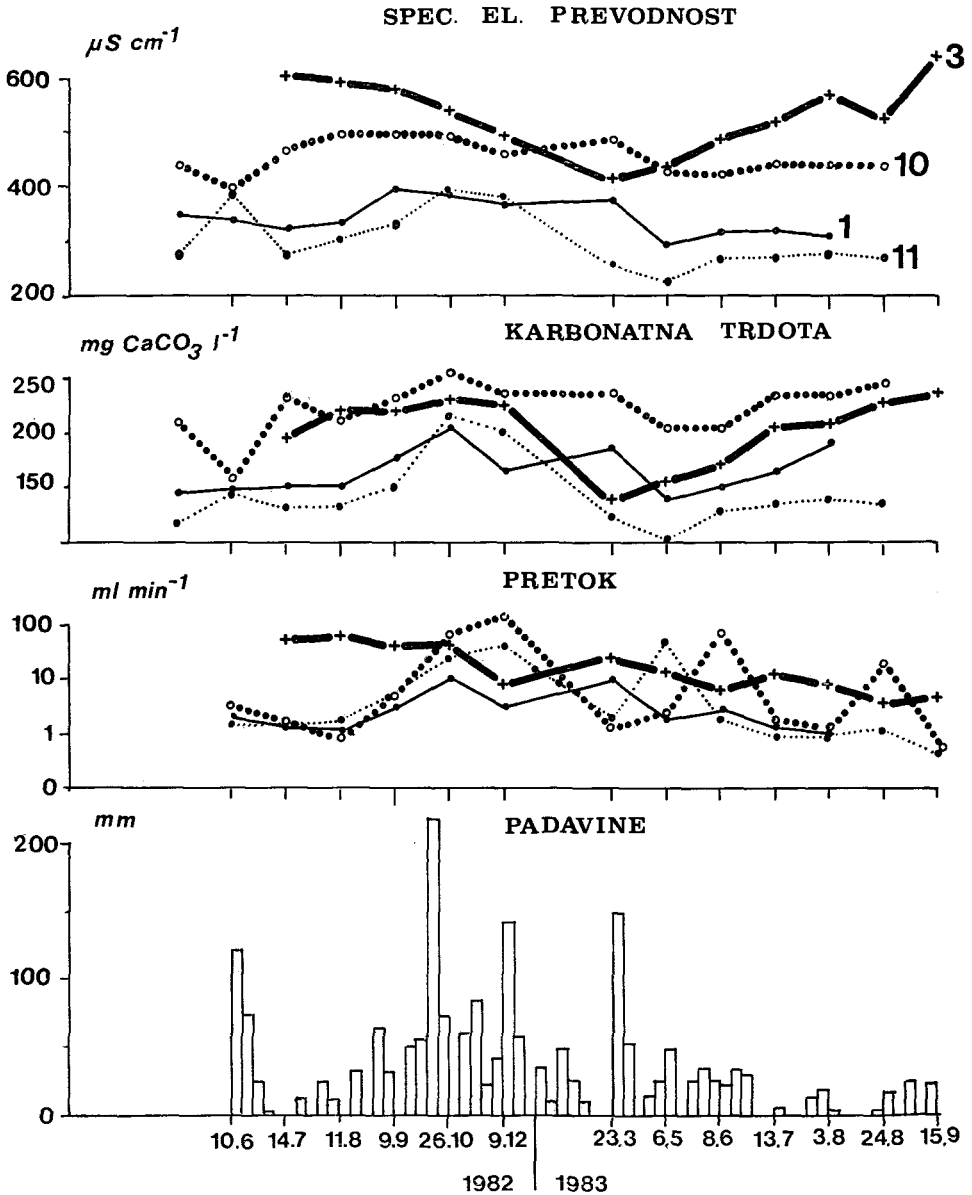 SPEC. EL. PREVODNOST
µS cm⁻¹
600
400
200
3
10
1
11
KARBONATNA TRDOTA
mg CaCO₃ l⁻¹
250
200
150
PRETOK
ml min⁻¹
100
10
1
0
PADAVINE
mm
200
100
0
10.6 14.7 11.8 9.9 26.10 9.12 23.3 6,5 8.6 13.7 3.8 24.8 15.9
1982 1983